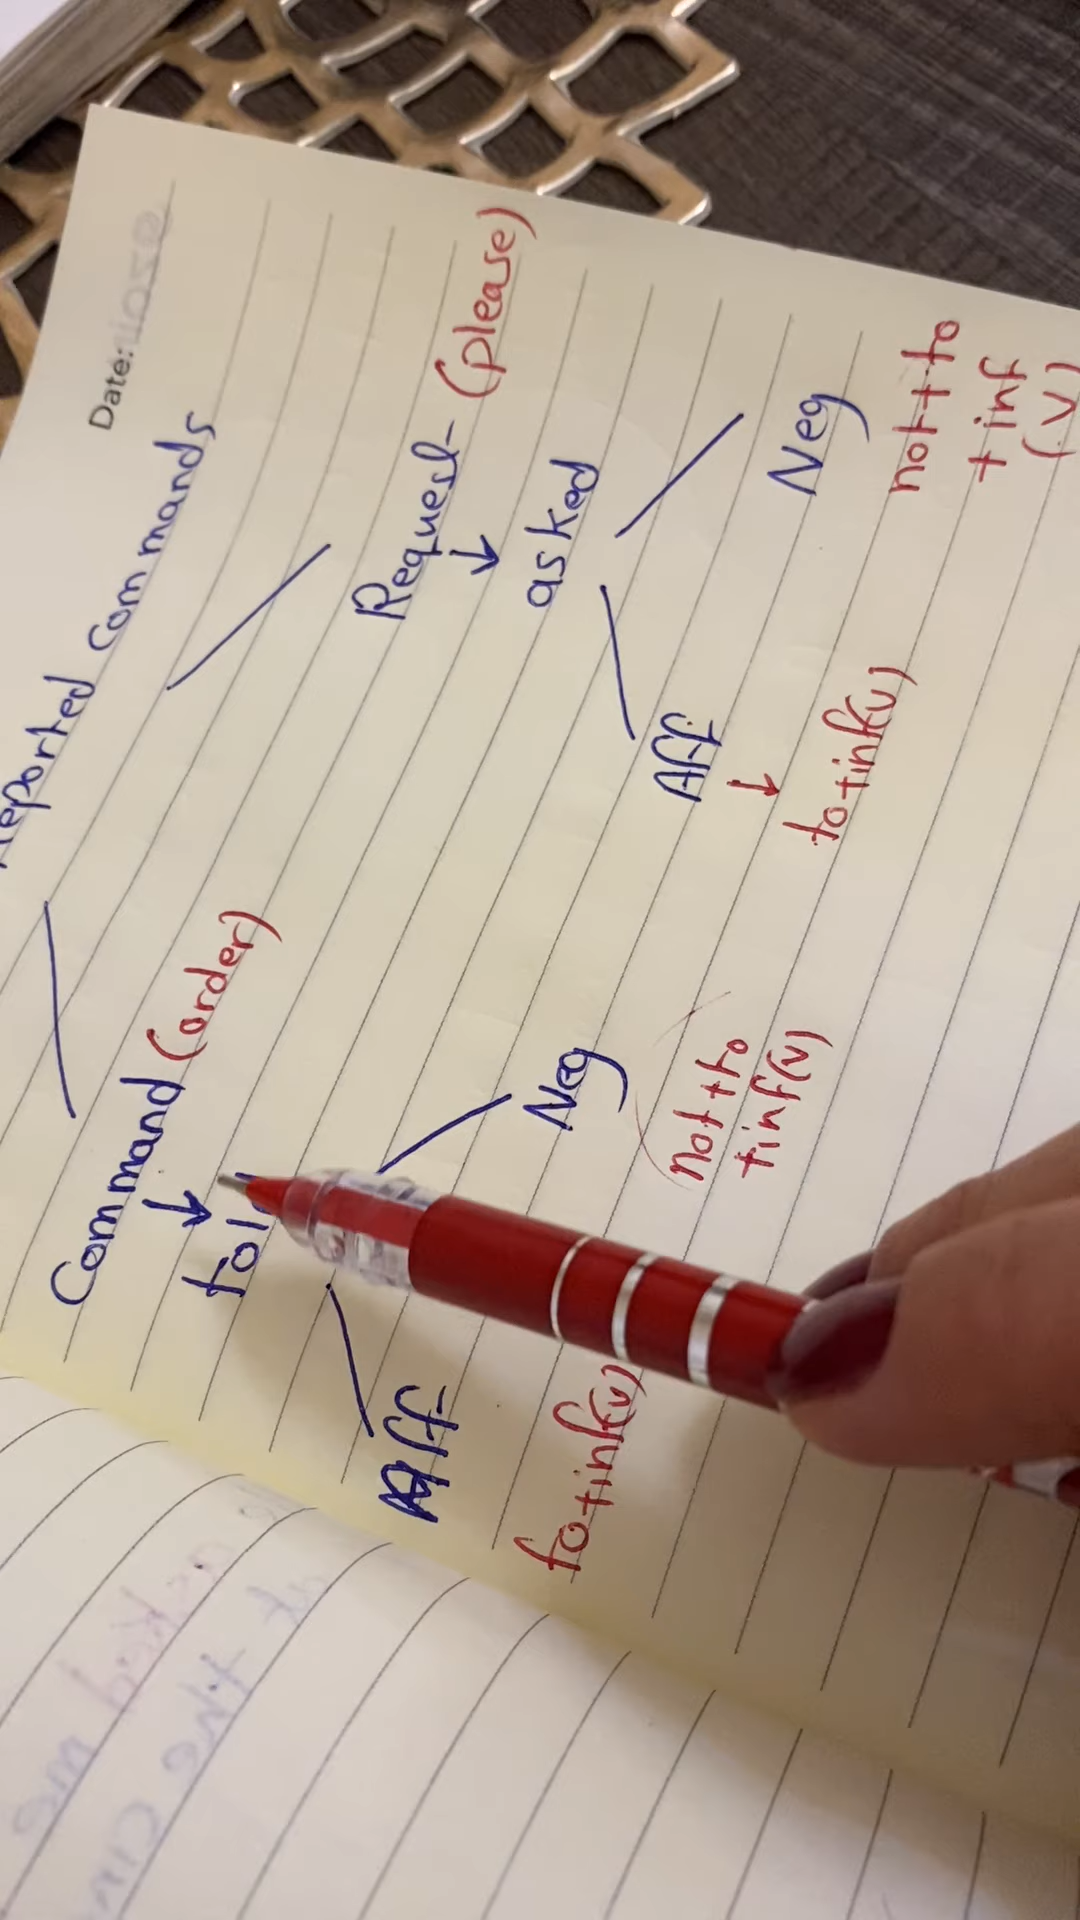 Date:
Reported commands
Command (order)
Request (please)
↓
↓
told
asked
Aff
Neg
Aff
Neg
to+inf(v)
not+to
+inf(v)
↓
to+inf(v)
not+to
+inf
(v)